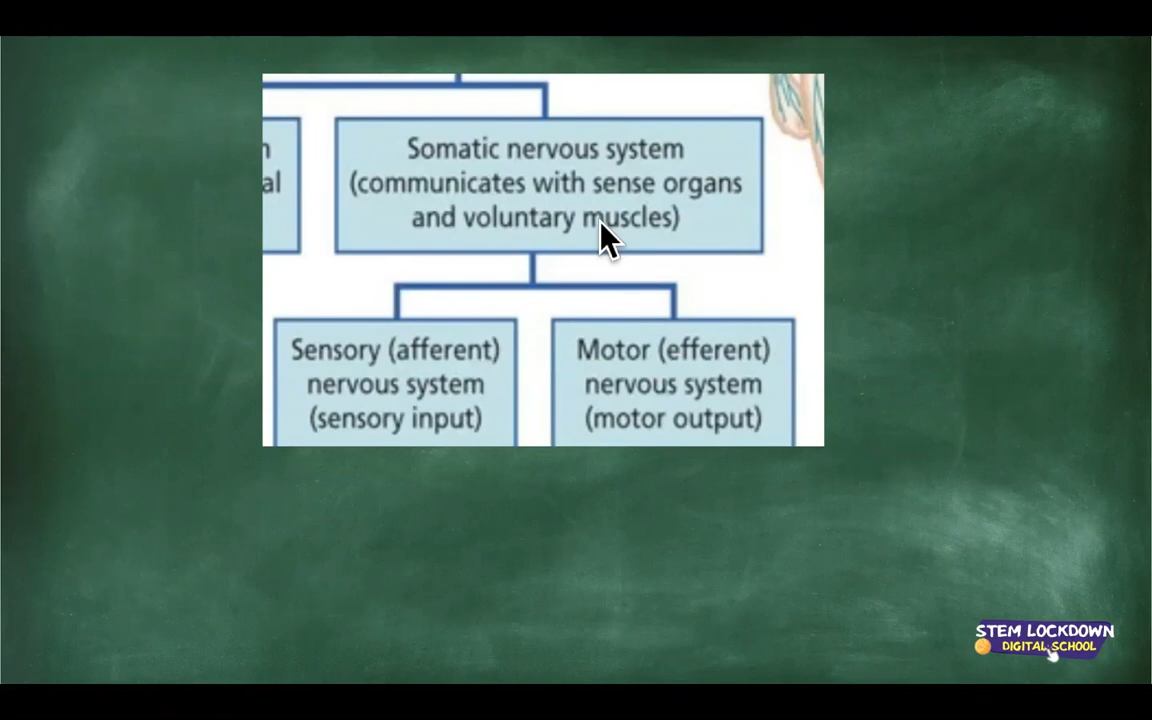 n
al
Somatic nervous system
(communicates with sense organs
and voluntary muscles)
Sensory (afferent)
nervous system
(sensory input)
Motor (efferent)
nervous system
(motor output)
STEM LOCKDOWN
DIGITAL SCHOOL